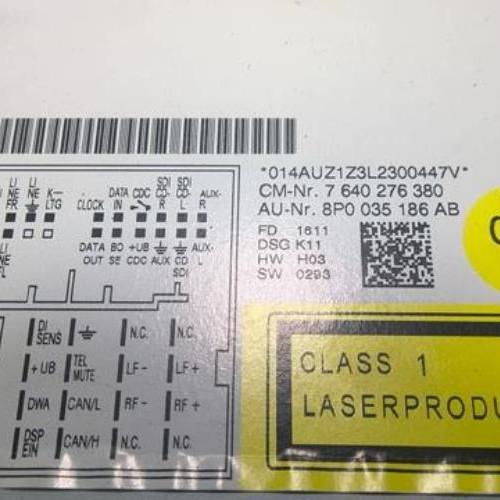 *014AUZ1Z3L2300447V*
CM-Nr. 7 640 276 380
AU-Nr. 8P0 035 186 AB
FD 1611
DSG K11
HW H03
SW 0293
LI LI SDI SDI
NE NE K- DATA CDC CD- CD- AUX-
FR LTG CLOCK IN R L R
LI DATA BO +UB AUX-
NE OUT SE CDC AUX CD L
FL SDI
DI SENS N.C. N.C.
+UB TEL MUTE LF- LF+
DWA CAN/L RF- RF+
DSP EIN CAN/H N.C. N.C.
CLASS 1
LASERPRODU